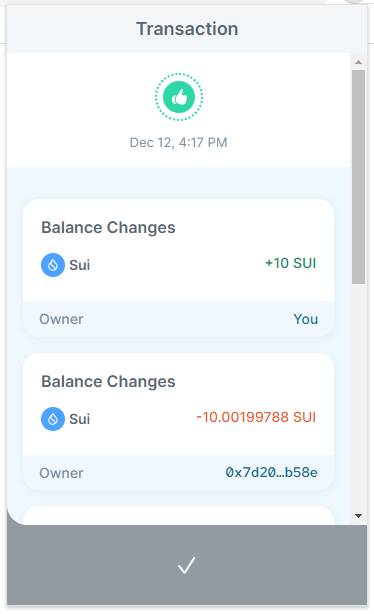 Transaction
Dec 12, 4:17 PM
Balance Changes
Sui +10 SUI
Owner You
Balance Changes
Sui -10.00199788 SUI
Owner 0x7d20…b58e